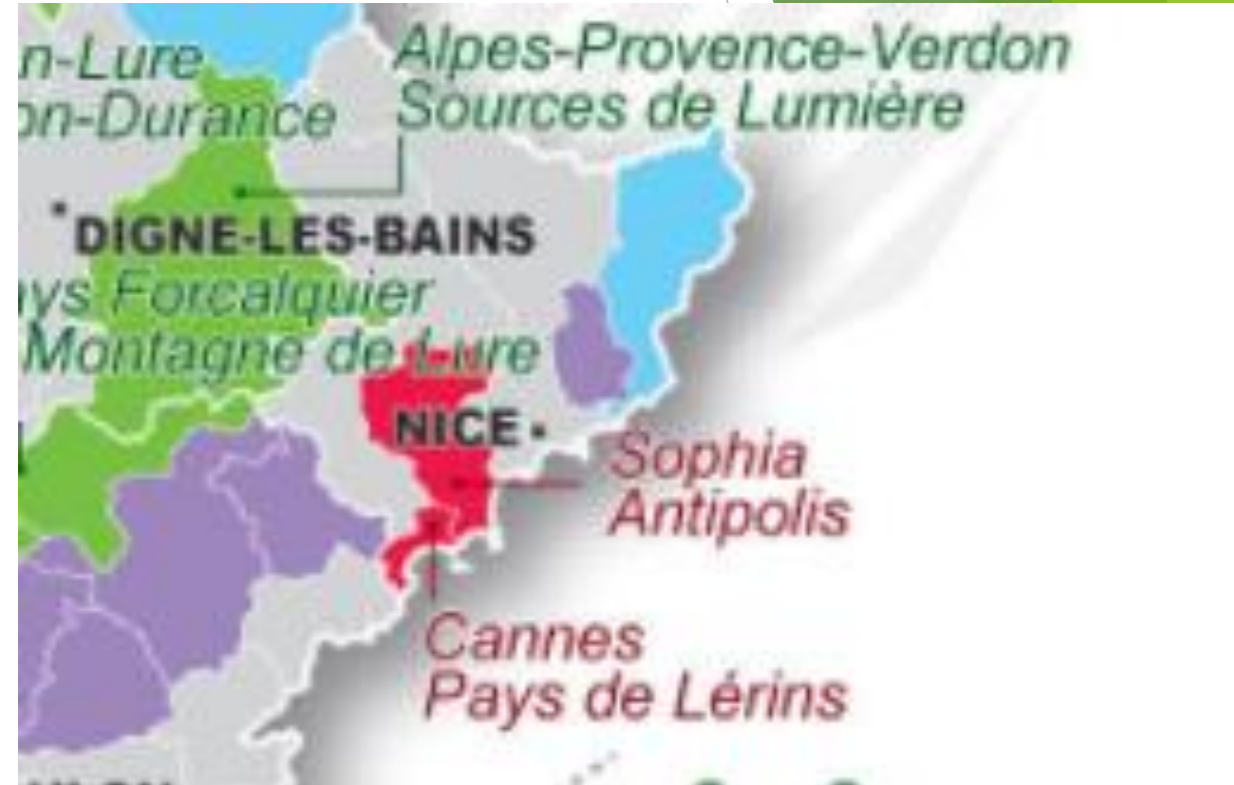 n-Lure
on-Durance
Alpes-Provence-Verdon
Sources de Lumière
DIGNE-LES-BAINS
ays Forcalquier
Montagne de Lure
NICE
Sophia
Antipolis
Cannes
Pays de Lérins